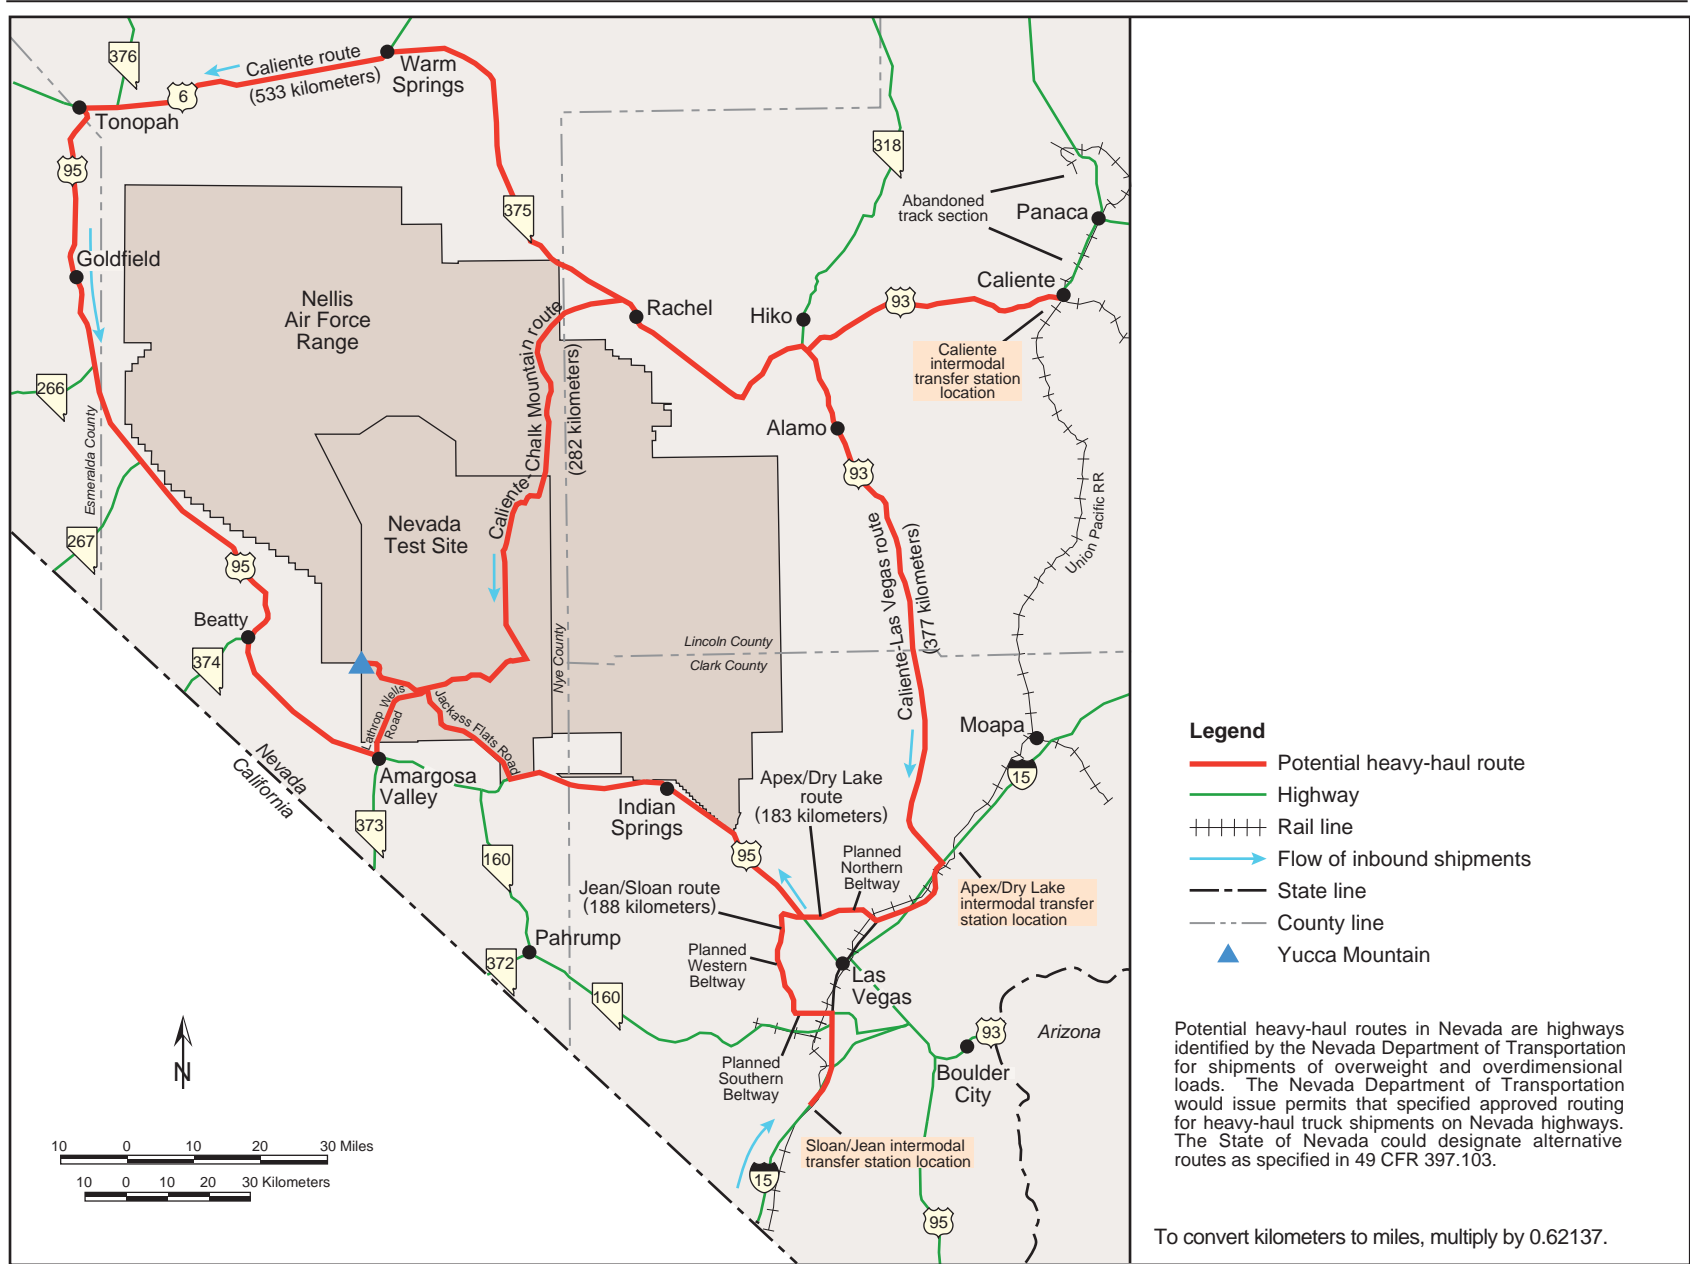 376
Caliente route
(533 kilometers)
Warm
Springs
6
Tonopah
95
318
375
Abandoned
track section
Panaca
Goldfield
Caliente
Nellis
Air Force
Range
Rachel
Hiko
93
Caliente
intermodal
transfer station
location
266
Esmeralda County
Caliente-Chalk Mountain route
(282 kilometers)
Alamo
93
Union Pacific RR
Nevada
Test Site
267
95
Caliente-Las Vegas route
(377 kilometers)
Beatty
374
Nye County
Lincoln County
Clark County
Lathrop Wells
Road
Jackass Flats Road
Moapa
15
Nevada
California
Amargosa
Valley
Indian
Springs
Apex/Dry Lake
route
(183 kilometers)
373
160
95
Planned
Northern
Beltway
Jean/Sloan route
(188 kilometers)
Apex/Dry Lake
intermodal transfer
station location
Pahrump
372
Planned
Western
Beltway
Las
Vegas
160
93
Arizona
Boulder
City
Planned
Southern
Beltway
N
Sloan/Jean intermodal
transfer station location
15
95
10 0 10 20 30 Miles
10 0 10 20 30 Kilometers
Legend
Potential heavy-haul route
Highway
Rail line
Flow of inbound shipments
State line
County line
Yucca Mountain
Potential heavy-haul routes in Nevada are highways
identified by the Nevada Department of Transportation
for shipments of overweight and overdimensional
loads. The Nevada Department of Transportation
would issue permits that specified approved routing
for heavy-haul truck shipments on Nevada highways.
The State of Nevada could designate alternative
routes as specified in 49 CFR 397.103.
To convert kilometers to miles, multiply by 0.62137.